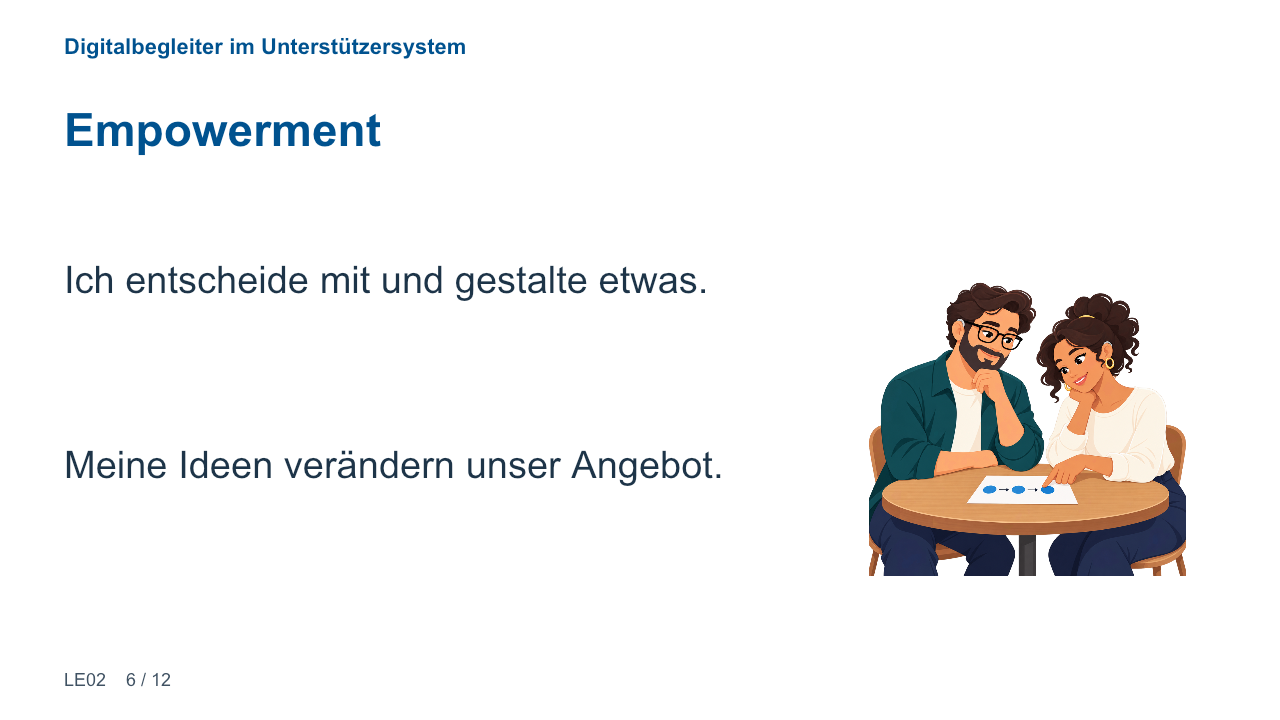 Digitalbegleiter im Unterstützersystem
Empowerment
Ich entscheide mit und gestalte etwas.
Meine Ideen verändern unser Angebot.
LE02 6 / 12